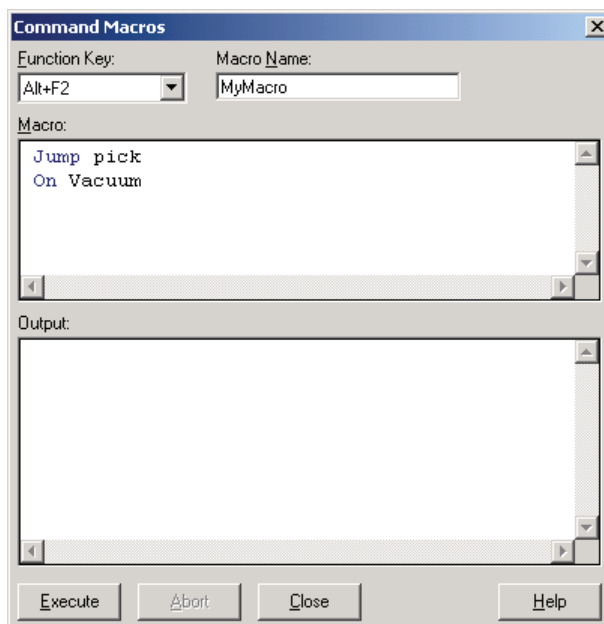 Command Macros
Function Key: Macro Name:
Alt+F2 MyMacro
Macro:
Jump pick
On Vacuum
Output:
Execute Abort Close Help